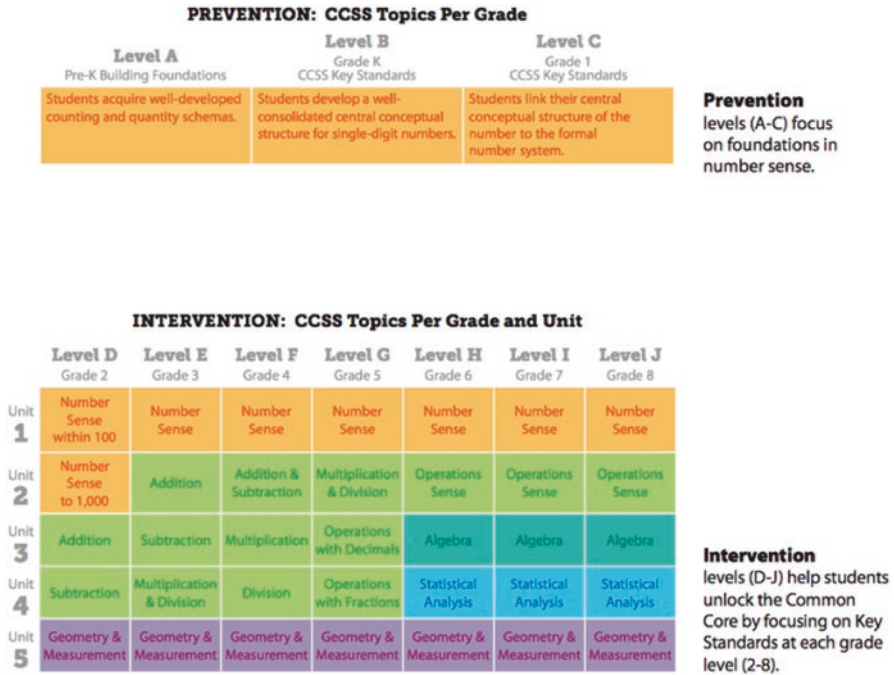 PREVENTION: CCSS Topics Per Grade
Level A
Pre-K Building Foundations
Level B
Grade K
CCSS Key Standards
Level C
Grade 1
CCSS Key Standards
Students acquire well-developed
counting and quantity schemas.
Students develop a well-
consolidated central conceptual
structure for single-digit numbers.
Students link their central
conceptual structure of the
number to the formal
number system.
Prevention
levels (A-C) focus
on foundations in
number sense.
INTERVENTION: CCSS Topics Per Grade and Unit
Level D
Grade 2
Level E
Grade 3
Level F
Grade 4
Level G
Grade 5
Level H
Grade 6
Level I
Grade 7
Level J
Grade 8
Unit
1
Number
Sense
within 100
Number
Sense
Number
Sense
Number
Sense
Number
Sense
Number
Sense
Number
Sense
Unit
2
Number
Sense
to 1,000
Addition
Addition &
Subtraction
Multiplication
& Division
Operations
Sense
Operations
Sense
Operations
Sense
Unit
3
Addition
Subtraction
Multiplication
Operations
with Decimals
Algebra
Algebra
Algebra
Unit
4
Subtraction
Multiplication
& Division
Division
Operations
with Fractions
Statistical
Analysis
Statistical
Analysis
Statistical
Analysis
Unit
5
Geometry &
Measurement
Geometry &
Measurement
Geometry &
Measurement
Geometry &
Measurement
Geometry &
Measurement
Geometry &
Measurement
Geometry &
Measurement
Intervention
levels (D-J) help students
unlock the Common
Core by focusing on Key
Standards at each grade
level (2-8).